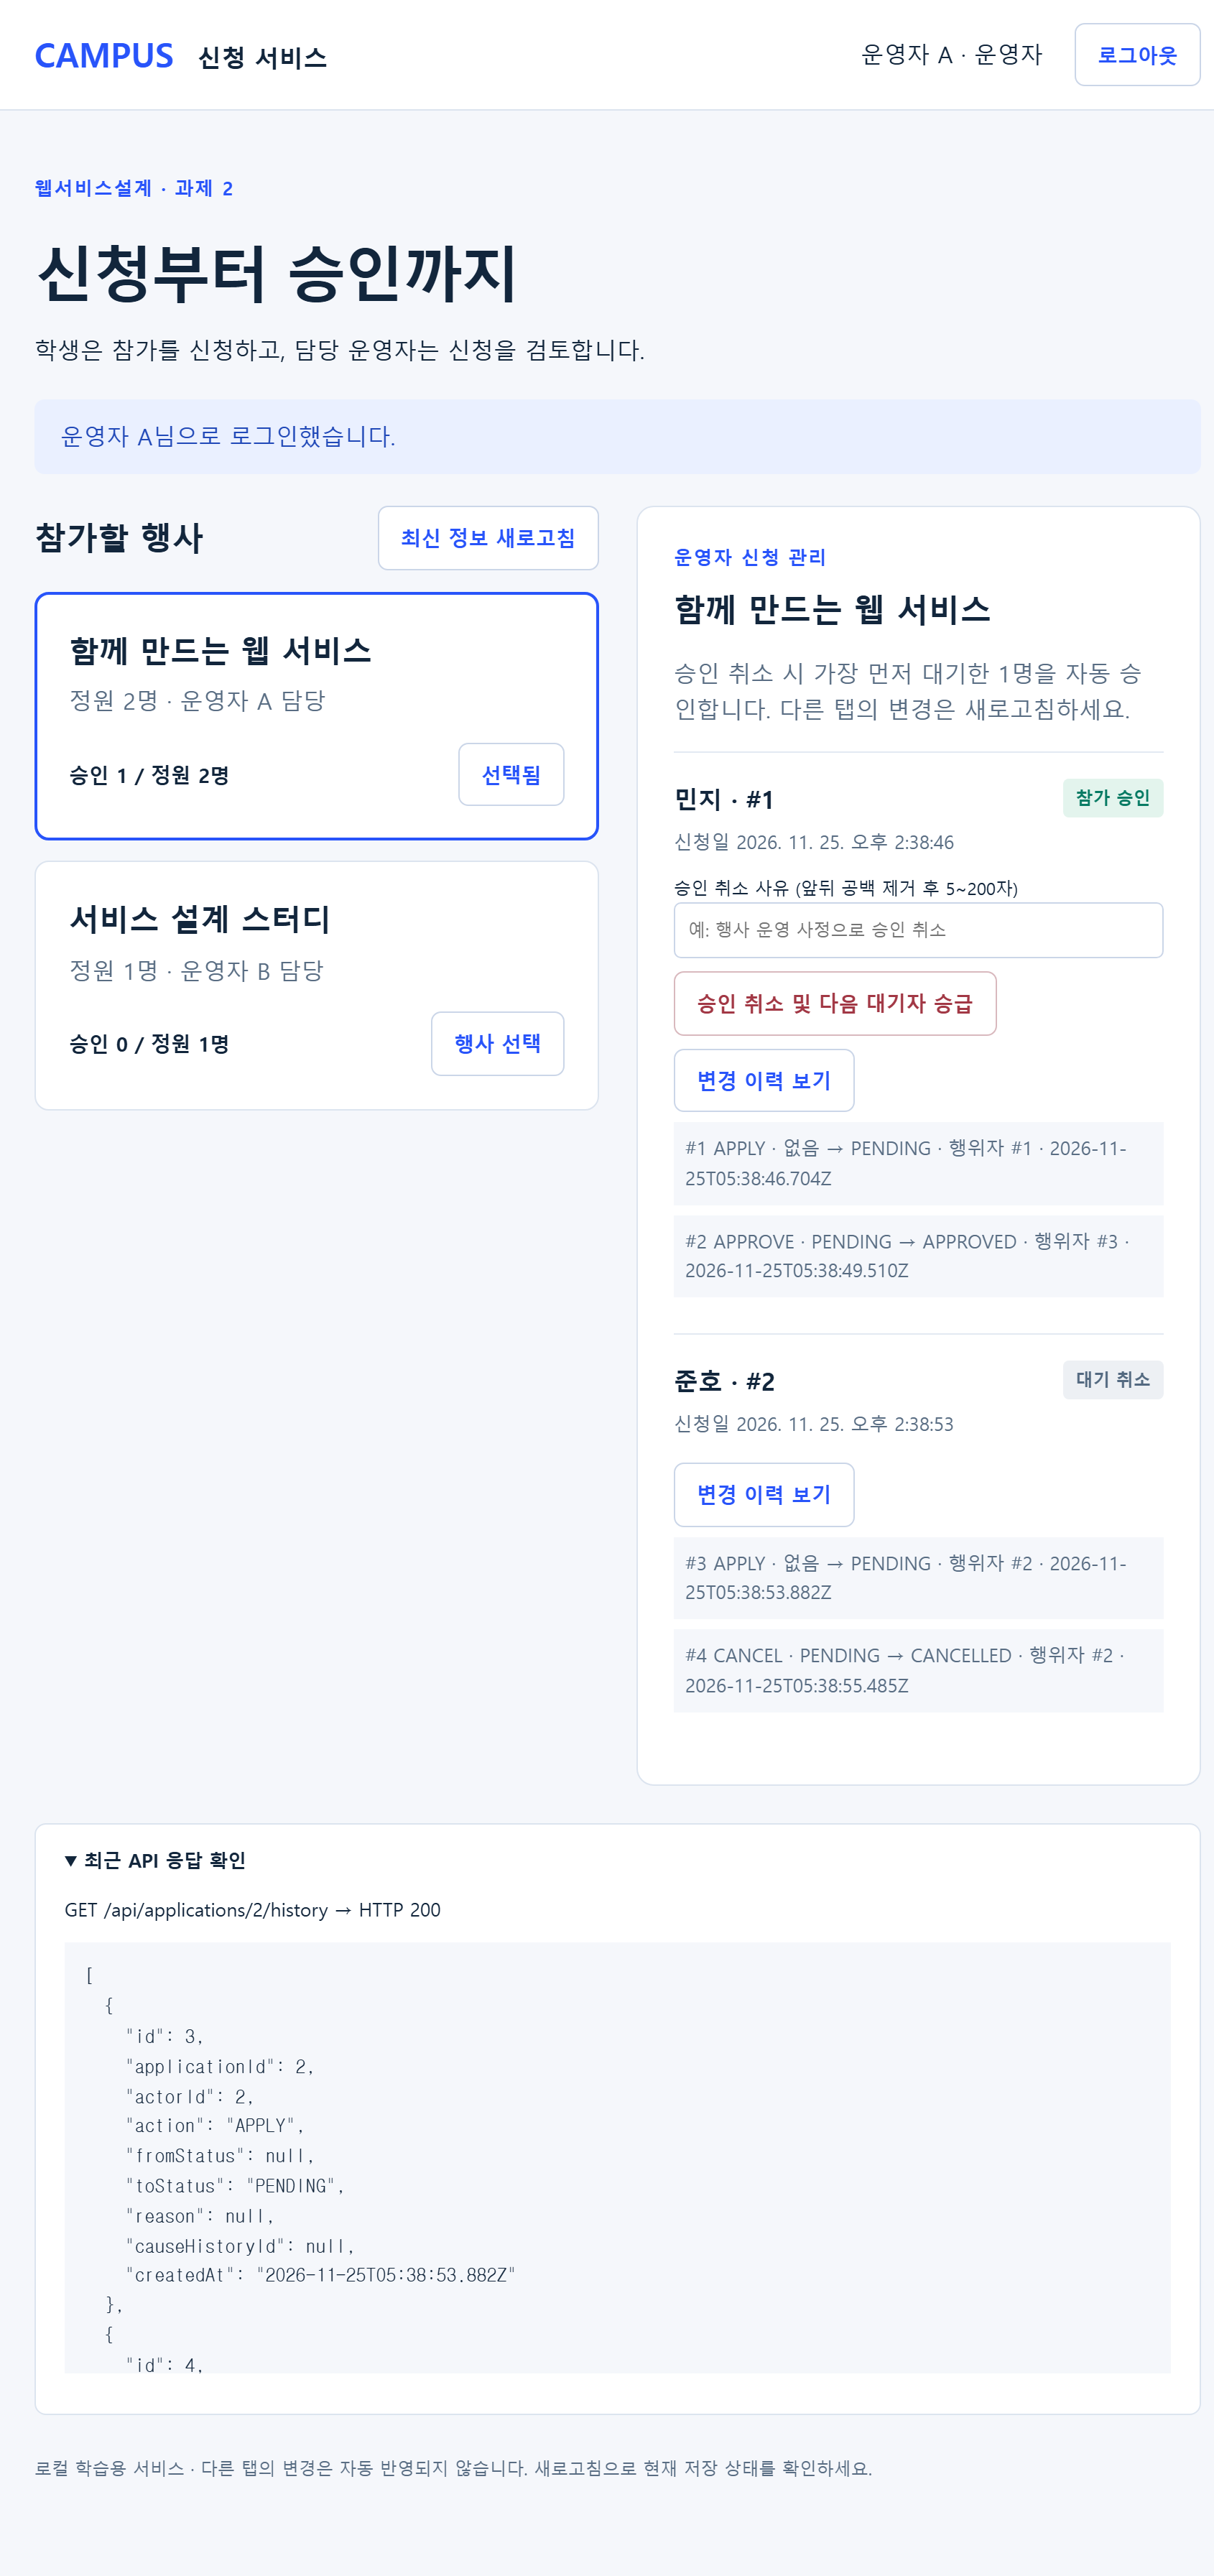 CAMPUS 신청 서비스
운영자 A · 운영자
로그아웃
웹서비스설계 · 과제 2
신청부터 승인까지
학생은 참가를 신청하고, 담당 운영자는 신청을 검토합니다.
운영자 A님으로 로그인했습니다.
참가할 행사
최신 정보 새로고침
함께 만드는 웹 서비스
정원 2명 · 운영자 A 담당
승인 1 / 정원 2명
선택됨
서비스 설계 스터디
정원 1명 · 운영자 B 담당
승인 0 / 정원 1명
행사 선택
운영자 신청 관리
함께 만드는 웹 서비스
승인 취소 시 가장 먼저 대기한 1명을 자동 승
인합니다. 다른 탭의 변경은 새로고침하세요.
민지 · #1
참가 승인
신청일 2026. 11. 25. 오후 2:38:46
승인 취소 사유 (앞뒤 공백 제거 후 5~200자)
예: 행사 운영 사정으로 승인 취소
승인 취소 및 다음 대기자 승급
변경 이력 보기
#1 APPLY · 없음 → PENDING · 행위자 #1 · 2026-11-
25T05:38:46.704Z
#2 APPROVE · PENDING → APPROVED · 행위자 #3 ·
2026-11-25T05:38:49.510Z
준호 · #2
대기 취소
신청일 2026. 11. 25. 오후 2:38:53
변경 이력 보기
#3 APPLY · 없음 → PENDING · 행위자 #2 · 2026-11-
25T05:38:53.882Z
#4 CANCEL · PENDING → CANCELLED · 행위자 #2 ·
2026-11-25T05:38:55.485Z
▼ 최근 API 응답 확인
GET /api/applications/2/history → HTTP 200
[
  {
    "id": 3,
    "applicationId": 2,
    "actorId": 2,
    "action": "APPLY",
    "fromStatus": null,
    "toStatus": "PENDING",
    "reason": null,
    "causeHistoryId": null,
    "createdAt": "2026-11-25T05:38:53.882Z"
  },
  {
    "id": 4,
로컬 학습용 서비스 · 다른 탭의 변경은 자동 반영되지 않습니다. 새로고침으로 현재 저장 상태를 확인하세요.